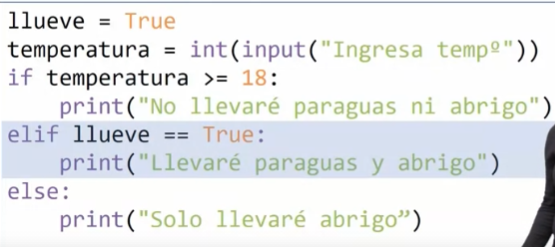 llueve = True
temperatura = int(input("Ingresa tempº"))
if temperatura >= 18:
    print("No llevaré paraguas ni abrigo")
elif llueve == True:
    print("Llevaré paraguas y abrigo")
else:
    print("Solo llevaré abrigo”)